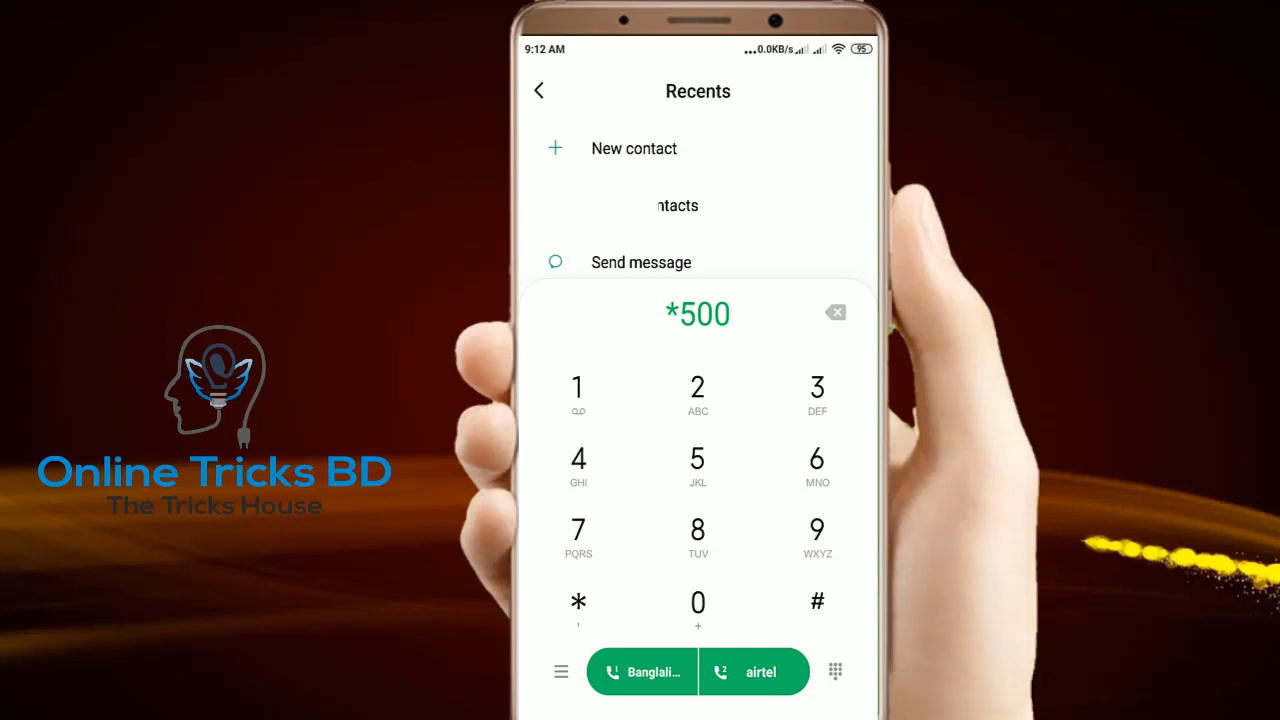 9:12 AM
...0.0KB/s
95
Recents
New contact
ntacts
Send message
*500
1
2
ABC
3
DEF
4
GHI
5
JKL
6
MNO
7
PQRS
8
TUV
9
WXYZ
*
,
0
+
#
1 Banglali...
2 airtel
Online Tricks BD
The Tricks House